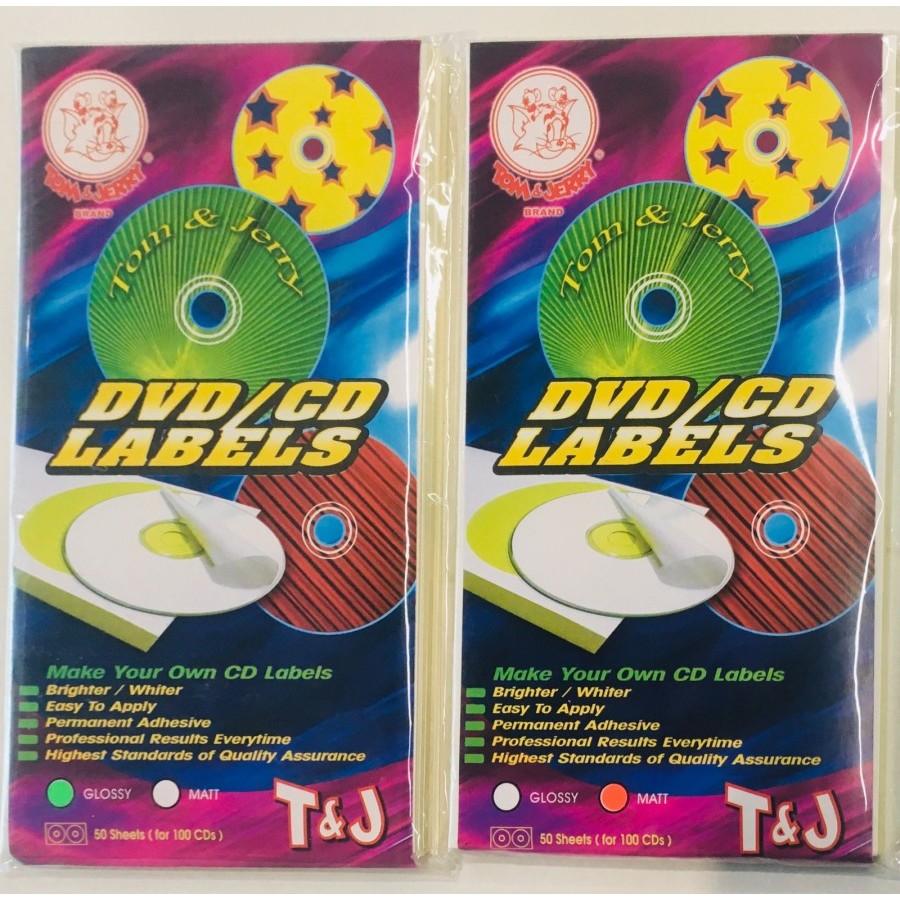 TOM & JERRY®
BRAND
Tom & Jerry
DVD/CD
LABELS
Make Your Own CD Labels
Brighter / Whiter
Easy To Apply
Permanent Adhesive
Professional Results Everytime
Highest Standards of Quality Assurance
GLOSSY MATT
50 Sheets ( for 100 CDs )
T&J
TOM & JERRY®
BRAND
Tom & Jerry
DVD/CD
LABELS
Make Your Own CD Labels
Brighter / Whiter
Easy To Apply
Permanent Adhesive
Professional Results Everytime
Highest Standards of Quality Assurance
GLOSSY MATT
50 Sheets ( for 100 CDs )
T&J